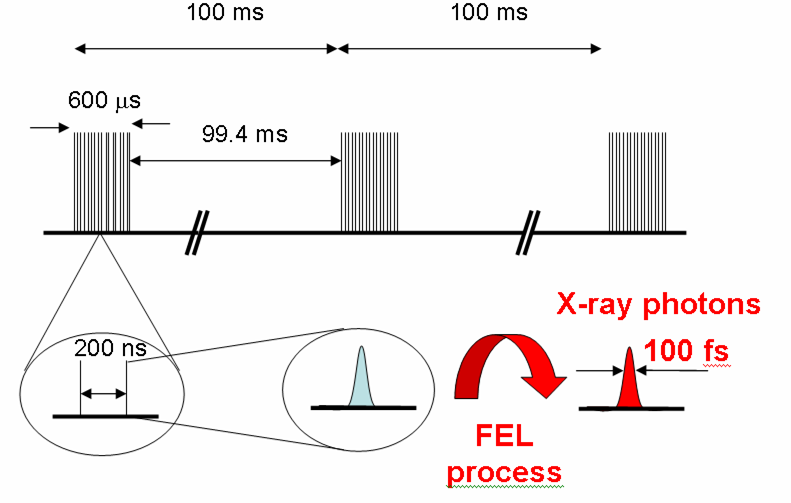 100 ms
100 ms
600 μs
99.4 ms
200 ns
X-ray photons
100 fs
FEL
process